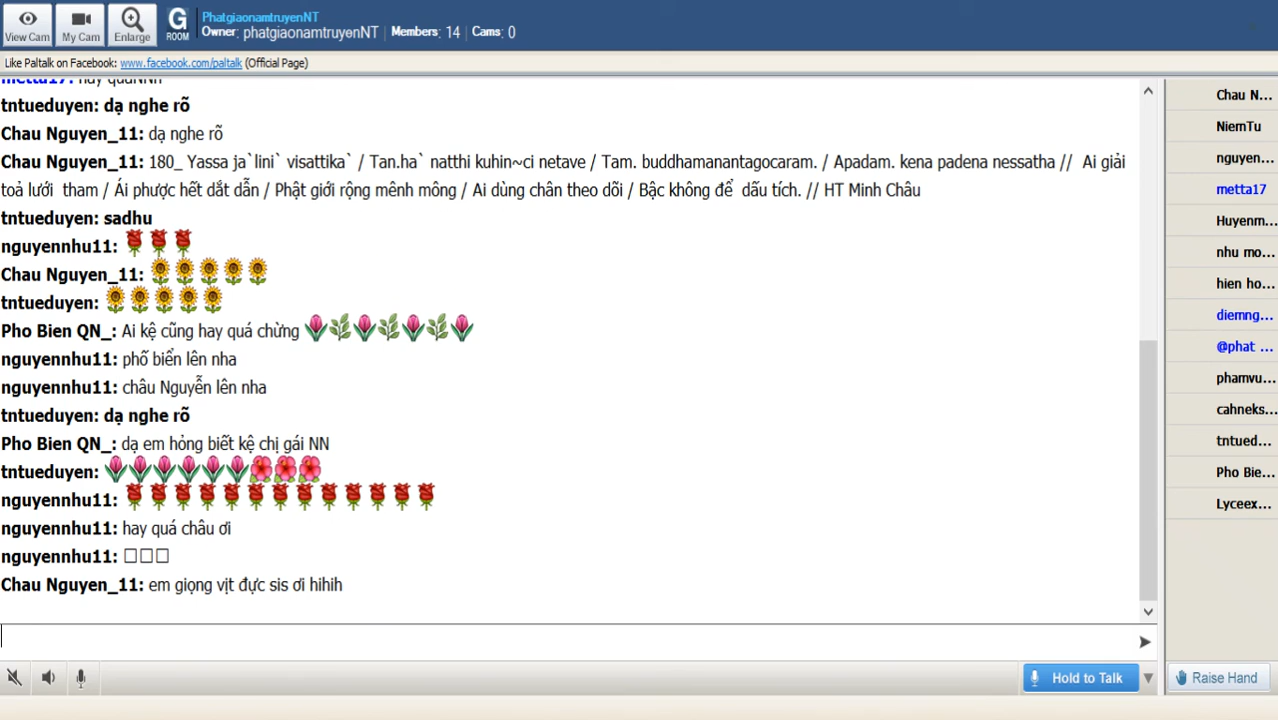 View Cam
My Cam
Enlarge
G
ROOM
PhatgiaonamtruyenNT
Owner: phatgiaonamtruyenNT Members: 14 Cams: 0
Like Paltalk on Facebook: www.facebook.com/paltalk (Official Page)
metta17: hay quáNNh
tntueduyen: dạ nghe rõ
Chau Nguyen_11: dạ nghe rõ
Chau Nguyen_11: 180_ Yassa ja`lini` visattika` / Tan.ha` natthi kuhin~ci netave / Tam. buddhamanantagocaram. / Apadam. kena padena nessatha // Ai giải
toả lưới tham / Ái phược hết dắt dẫn / Phật giới rộng mênh mông / Ai dùng chân theo dõi / Bậc không để dấu tích. // HT Minh Châu
tntueduyen: sadhu
nguyennhu11:
Chau Nguyen_11:
tntueduyen:
Pho Bien QN_: Ai kệ cũng hay quá chừng
nguyennhu11: phố biển lên nha
nguyennhu11: châu Nguyễn lên nha
tntueduyen: dạ nghe rõ
Pho Bien QN_: dạ em hỏng biết kệ chị gái NN
tntueduyen:
nguyennhu11:
nguyennhu11: hay quá châu ơi
nguyennhu11: □□□
Chau Nguyen_11: em giọng vịt đực sis ơi hihih
Hold to Talk
Chau N...
NiemTu
nguyen...
metta17
Huyenm...
nhu mo...
hien ho...
diemng...
@phat ...
phamvu...
cahneks...
tntued...
Pho Bie...
Lyceex...
Raise Hand